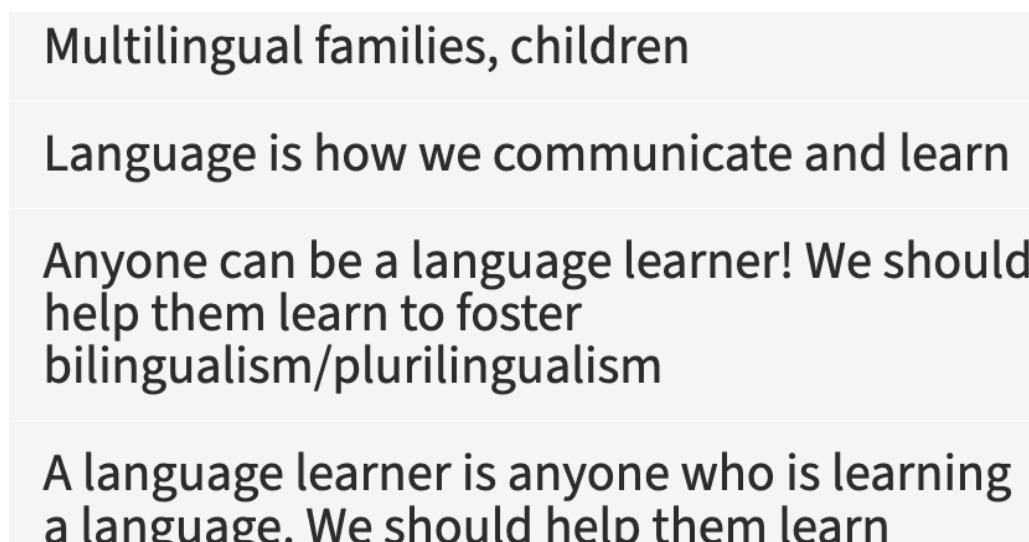 Multilingual families, children
Language is how we communicate and learn
Anyone can be a language learner! We should
help them learn to foster
bilingualism/plurilingualism
A language learner is anyone who is learning
a language. We should help them learn